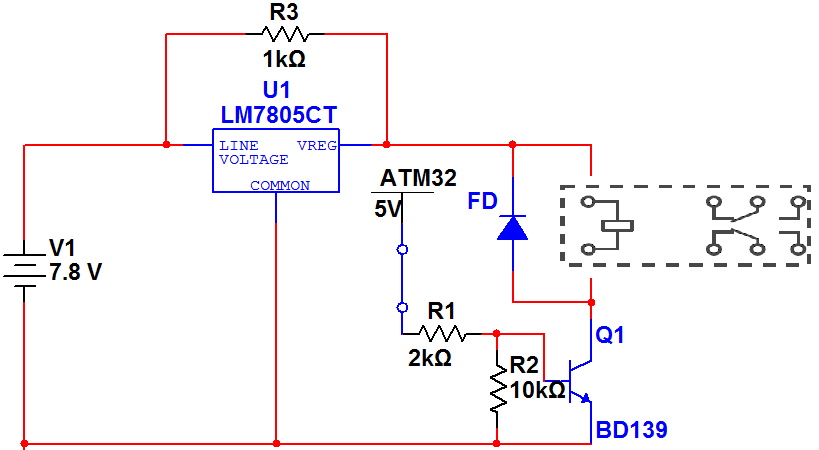 R3
1kΩ
U1
LM7805CT
LINE VREG
VOLTAGE
COMMON
ATM32
5V
FD
V1
7.8 V
R1
2kΩ
Q1
R2
10kΩ
BD139